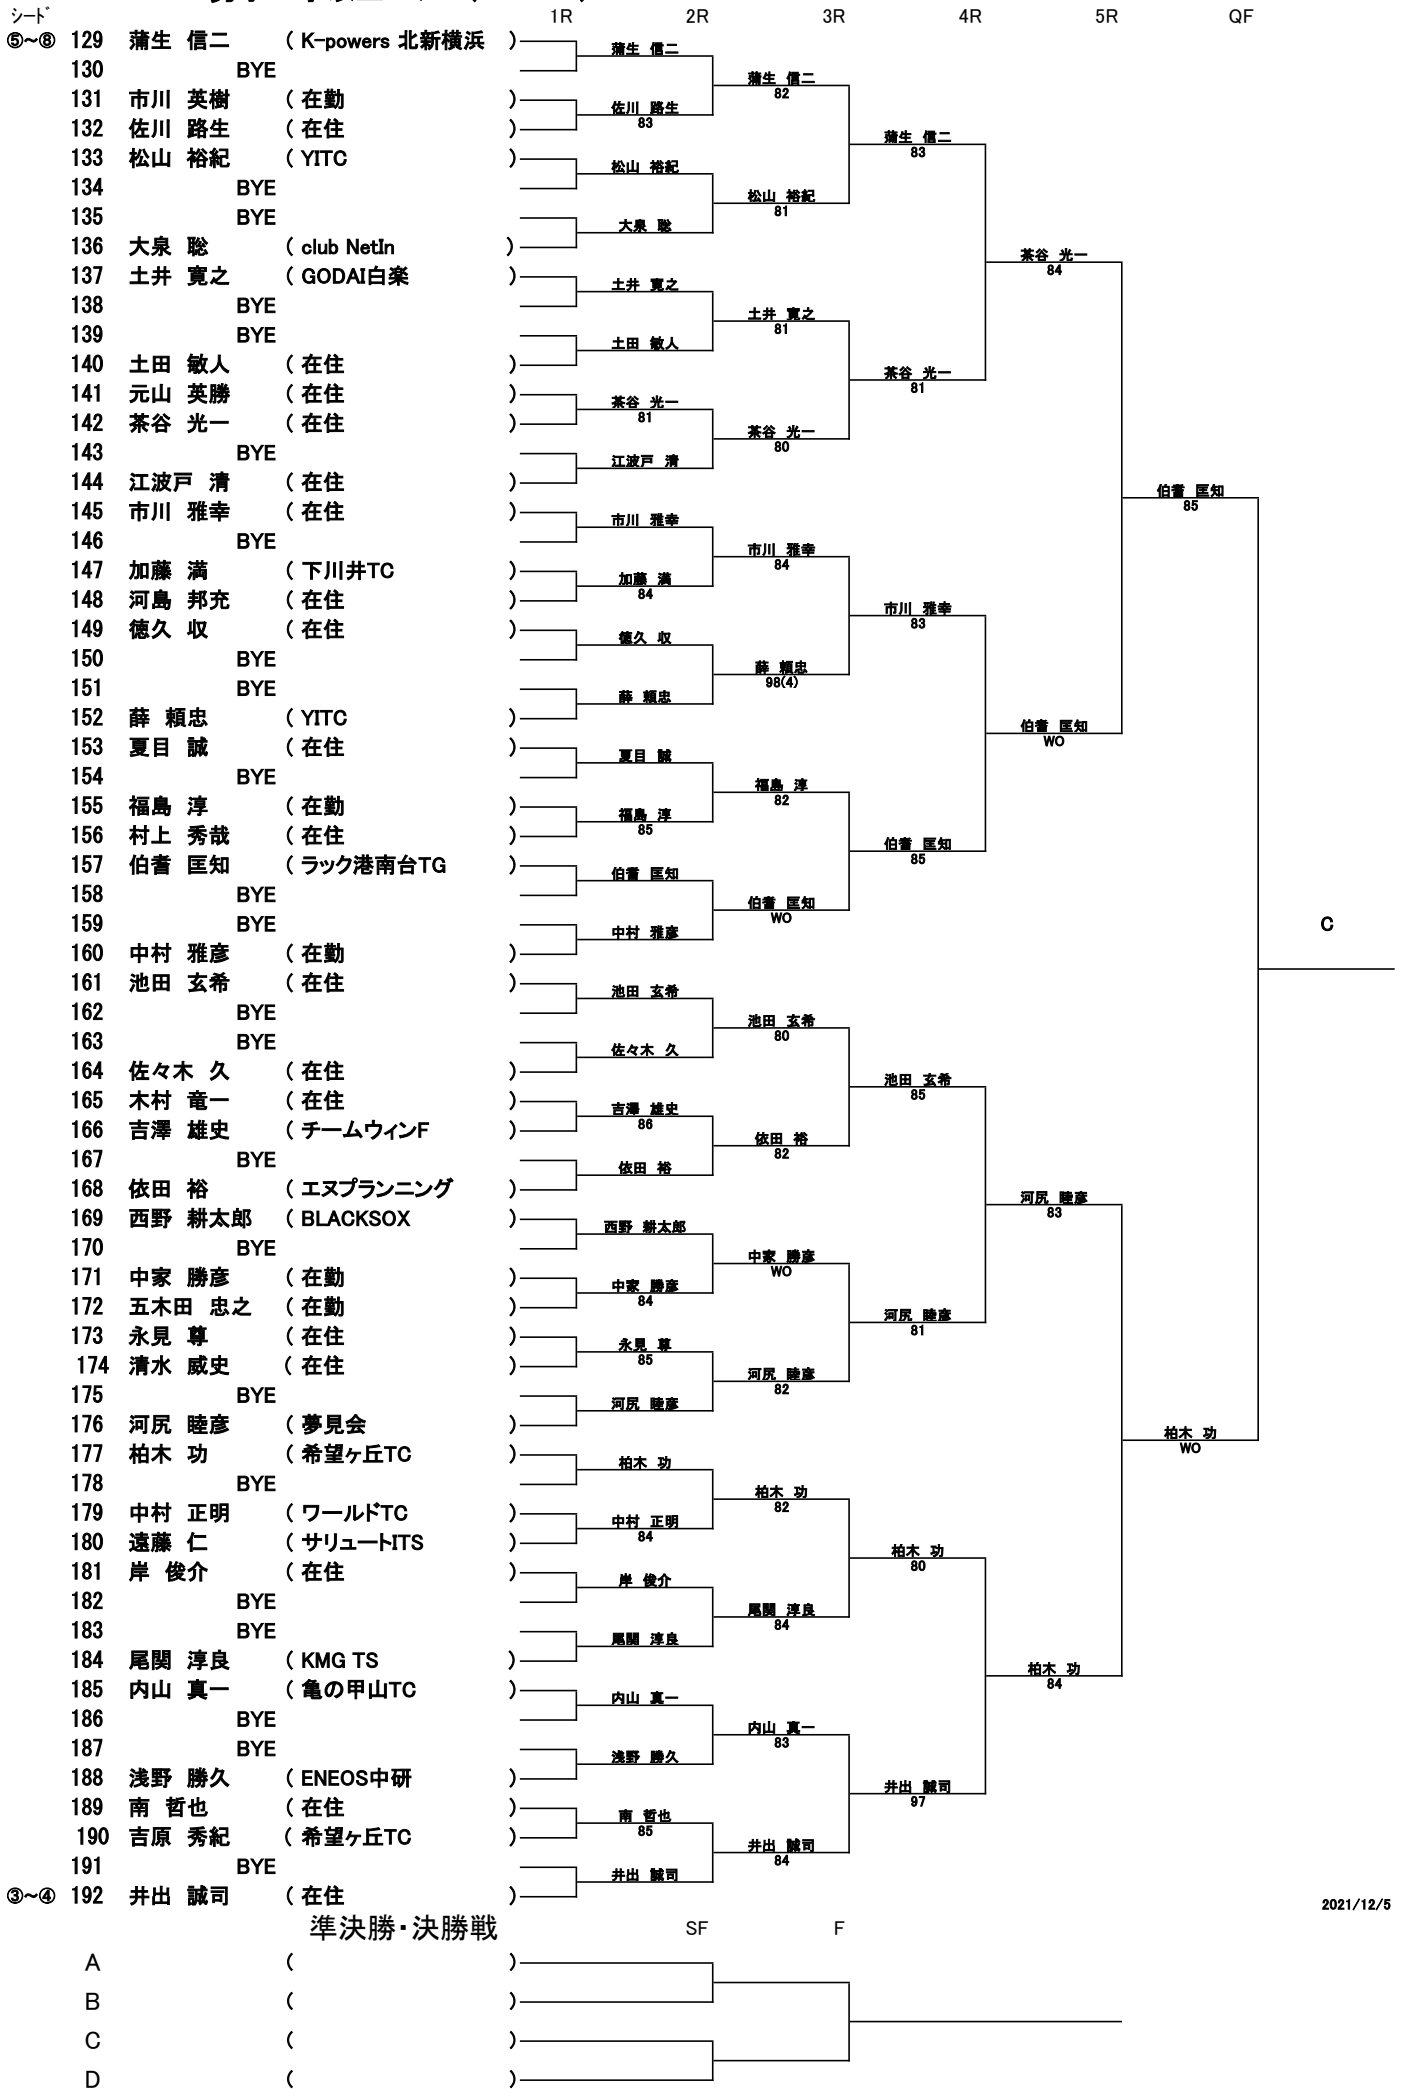 シード 1R 2R 3R 4R 5R QF
⑤～⑧ 129 蒲生 信二 ( K-powers 北新横浜 ) 蒲生 信二
130 BYE 蒲生 信二
82
131 市川 英樹 ( 在勤 ) 佐川 路生
83
132 佐川 路生 ( 在住 ) 蒲生 信二
83
133 松山 裕紀 ( YITC ) 松山 裕紀
134 BYE 松山 裕紀
81
135 BYE 大泉 聡
136 大泉 聡 ( club NetIn ) 茶谷 光一
84
137 土井 寛之 ( GODAI白楽 ) 土井 寛之
138 BYE 土井 寛之
81
139 BYE 土田 敏人
140 土田 敏人 ( 在住 ) 茶谷 光一
81
141 元山 英勝 ( 在住 ) 茶谷 光一
81
142 茶谷 光一 ( 在住 ) 茶谷 光一
80
143 BYE 江波戸 清
144 江波戸 清 ( 在住 ) 伯耆 匡知
85
145 市川 雅幸 ( 在住 ) 市川 雅幸
146 BYE 市川 雅幸
84
147 加藤 満 ( 下川井TC ) 加藤 満
84
148 河島 邦充 ( 在住 ) 市川 雅幸
83
149 徳久 収 ( 在住 ) 徳久 収
150 BYE 薛 頼忠
98(4)
151 BYE 薛 頼忠
152 薛 頼忠 ( YITC ) 伯耆 匡知
WO
153 夏目 誠 ( 在住 ) 夏目 誠
154 BYE 福島 淳
82
155 福島 淳 ( 在勤 ) 福島 淳
85
156 村上 秀哉 ( 在住 ) 伯耆 匡知
85
157 伯耆 匡知 ( ラック港南台TG ) 伯耆 匡知
158 BYE 伯耆 匡知
WO
159 BYE 中村 雅彦 C
160 中村 雅彦 ( 在勤 )
161 池田 玄希 ( 在住 ) 池田 玄希
162 BYE 池田 玄希
80
163 BYE 佐々木 久
164 佐々木 久 ( 在住 ) 池田 玄希
85
165 木村 竜一 ( 在住 ) 吉澤 雄史
86
166 吉澤 雄史 ( チームウィンF ) 依田 裕
82
167 BYE 依田 裕
168 依田 裕 ( エヌプランニング ) 河尻 睦彦
83
169 西野 耕太郎 ( BLACKSOX ) 西野 耕太郎
170 BYE 中家 勝彦
WO
171 中家 勝彦 ( 在勤 ) 中家 勝彦
84
172 五木田 忠之 ( 在勤 ) 河尻 睦彦
81
173 永見 尊 ( 在住 ) 永見 尊
85
174 清水 威史 ( 在住 ) 河尻 睦彦
82
175 BYE 河尻 睦彦
176 河尻 睦彦 ( 夢見会 ) 柏木 功
WO
177 柏木 功 ( 希望ヶ丘TC ) 柏木 功
178 BYE 柏木 功
82
179 中村 正明 ( ワールドTC ) 中村 正明
84
180 遠藤 仁 ( サリュートITS ) 柏木 功
80
181 岸 俊介 ( 在住 ) 岸 俊介
182 BYE 尾関 淳良
84
183 BYE 尾関 淳良
184 尾関 淳良 ( KMG TS ) 柏木 功
84
185 内山 真一 ( 亀の甲山TC ) 内山 真一
186 BYE 内山 真一
83
187 BYE 浅野 勝久
188 浅野 勝久 ( ENEOS中研 ) 井出 誠司
97
189 南 哲也 ( 在住 ) 南 哲也
85
190 吉原 秀紀 ( 希望ヶ丘TC ) 井出 誠司
84
191 BYE 井出 誠司
③～④ 192 井出 誠司 ( 在住 )
2021/12/5
準決勝・決勝戦 SF F
A ( )
B ( )
C ( )
D ( )